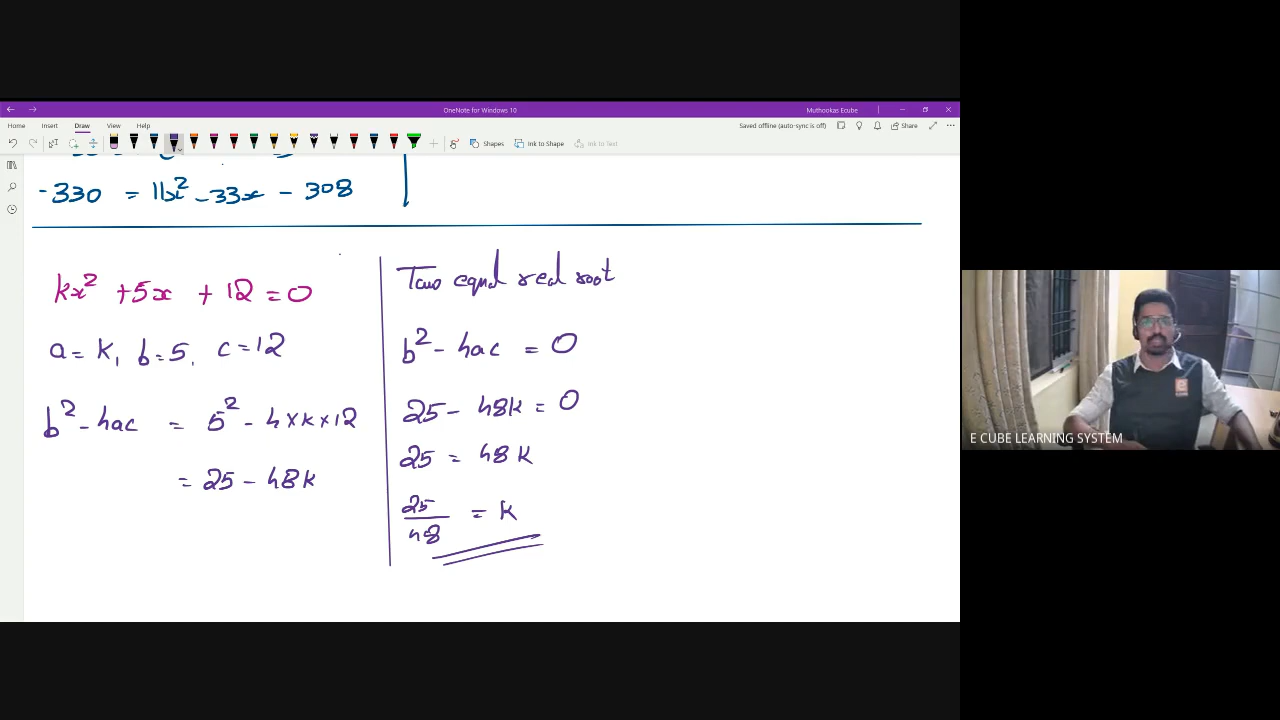 OneNote for Windows 10
Muthookas Ecube
Home Insert Draw View Help
Saved offline (auto-sync is off) Share
Shapes Ink to Shape Ink to Text
-330 = 11x² - 33x - 308
kx² + 5x + 12 = 0
a = k, b = 5, c = 12
b² - 4ac = 5² - 4 × k × 12
= 25 - 48k
Two equal real root
b² - 4ac = 0
25 - 48k = 0
25 = 48k
25/48 = k
E CUBE LEARNING SYSTEM